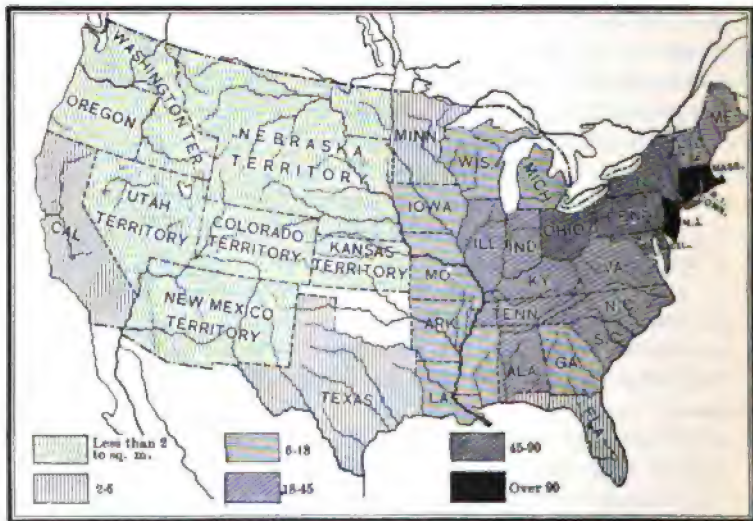 WASHINGTON TER.
OREGON
NEBRASKA
TERRITORY
MINN
WIS.
MICH
ME.
MASS.
N.J.
IOWA
UTAH
TERRITORY
COLORADO
TERRITORY
KANSAS
TERRITORY
CAL
ILL
IND
OHIO
PENN
MO.
KY.
VA.
NEW MEXICO
TERRITORY
ARK
TENN.
N.C.
S.C.
TEXAS
LA.
ALA
GA.
FLA
Less than 2
to sq. m.
6-18
45-90
2-6
18-45
Over 90